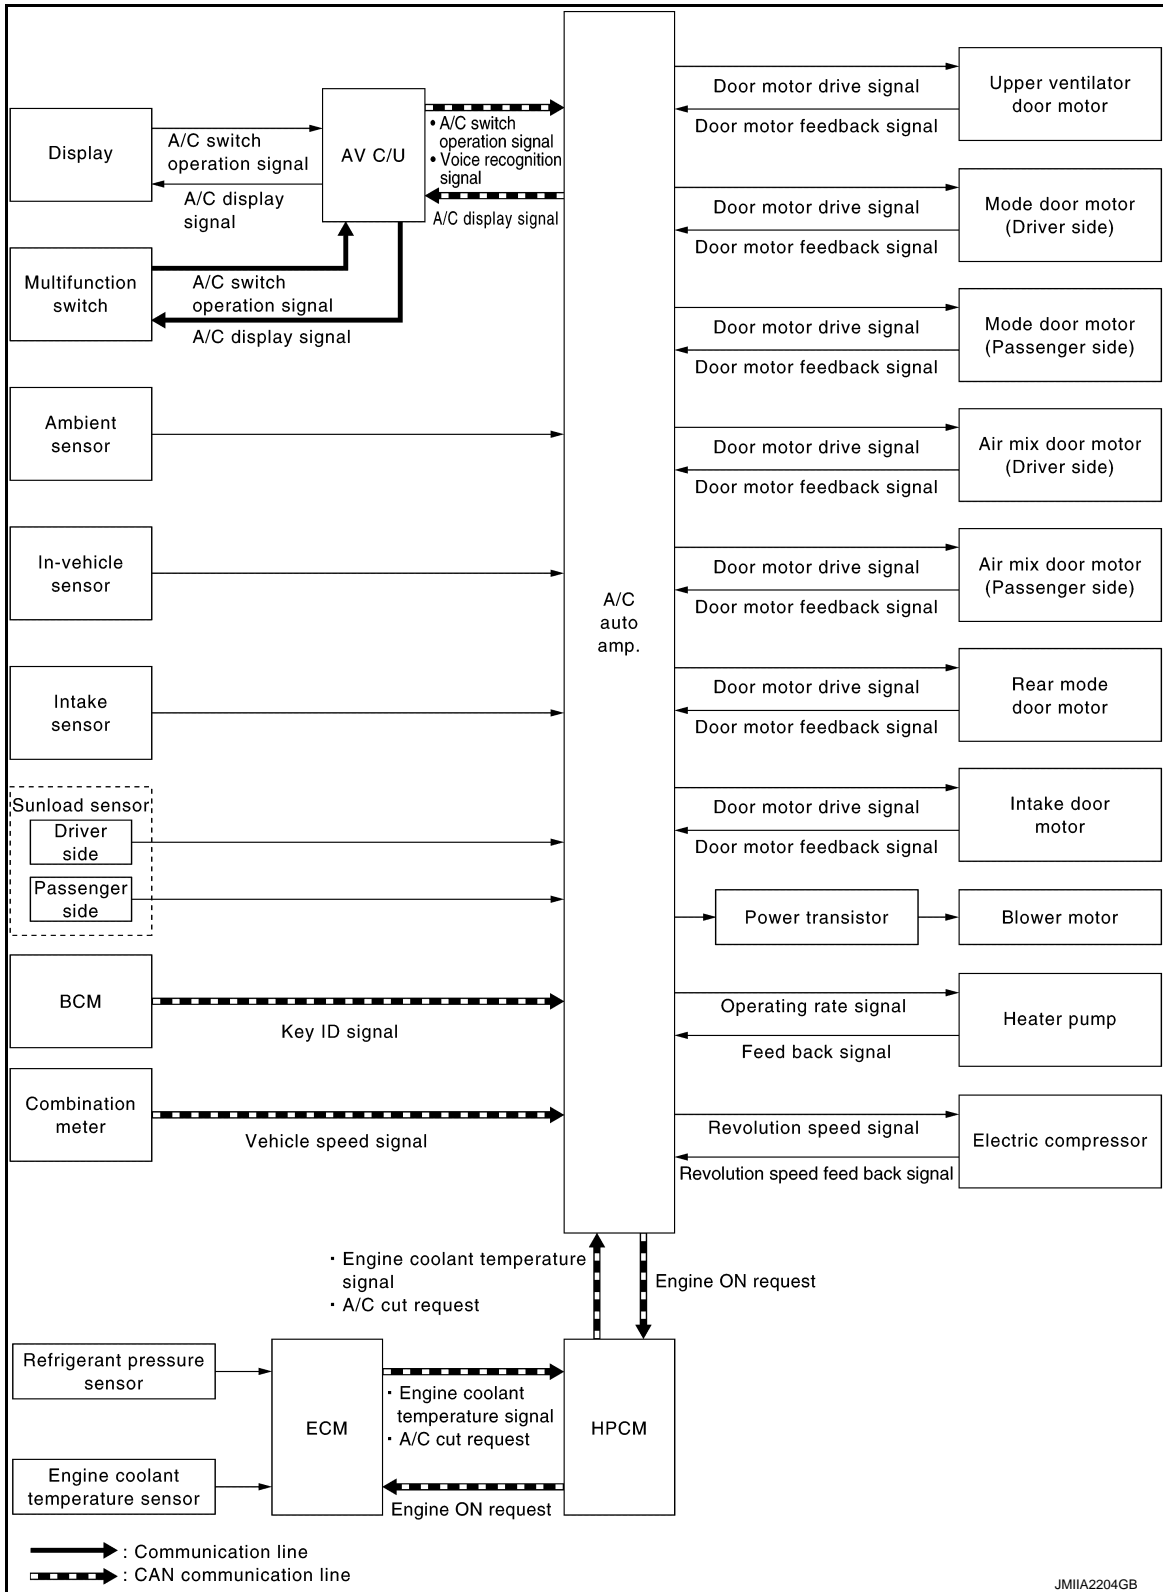 Display
A/C switch
operation signal
A/C display
signal
AV C/U
• A/C switch
operation signal
• Voice recognition
signal
A/C display signal
Multifunction
switch
A/C switch
operation signal
A/C display signal
Ambient
sensor
In-vehicle
sensor
Intake
sensor
Sunload sensor
Driver
side
Passenger
side
BCM
Key ID signal
Combination
meter
Vehicle speed signal
A/C
auto
amp.
Door motor drive signal
Door motor feedback signal
Upper ventilator
door motor
Door motor drive signal
Door motor feedback signal
Mode door motor
(Driver side)
Door motor drive signal
Door motor feedback signal
Mode door motor
(Passenger side)
Door motor drive signal
Door motor feedback signal
Air mix door motor
(Driver side)
Door motor drive signal
Door motor feedback signal
Air mix door motor
(Passenger side)
Door motor drive signal
Door motor feedback signal
Rear mode
door motor
Door motor drive signal
Door motor feedback signal
Intake door
motor
Power transistor
Blower motor
Operating rate signal
Feed back signal
Heater pump
Revolution speed signal
Revolution speed feed back signal
Electric compressor
· Engine coolant temperature
signal
· A/C cut request
Engine ON request
Refrigerant pressure
sensor
Engine coolant
temperature sensor
ECM
· Engine coolant
temperature signal
· A/C cut request
Engine ON request
HPCM
: Communication line
: CAN communication line
JMIIA2204GB